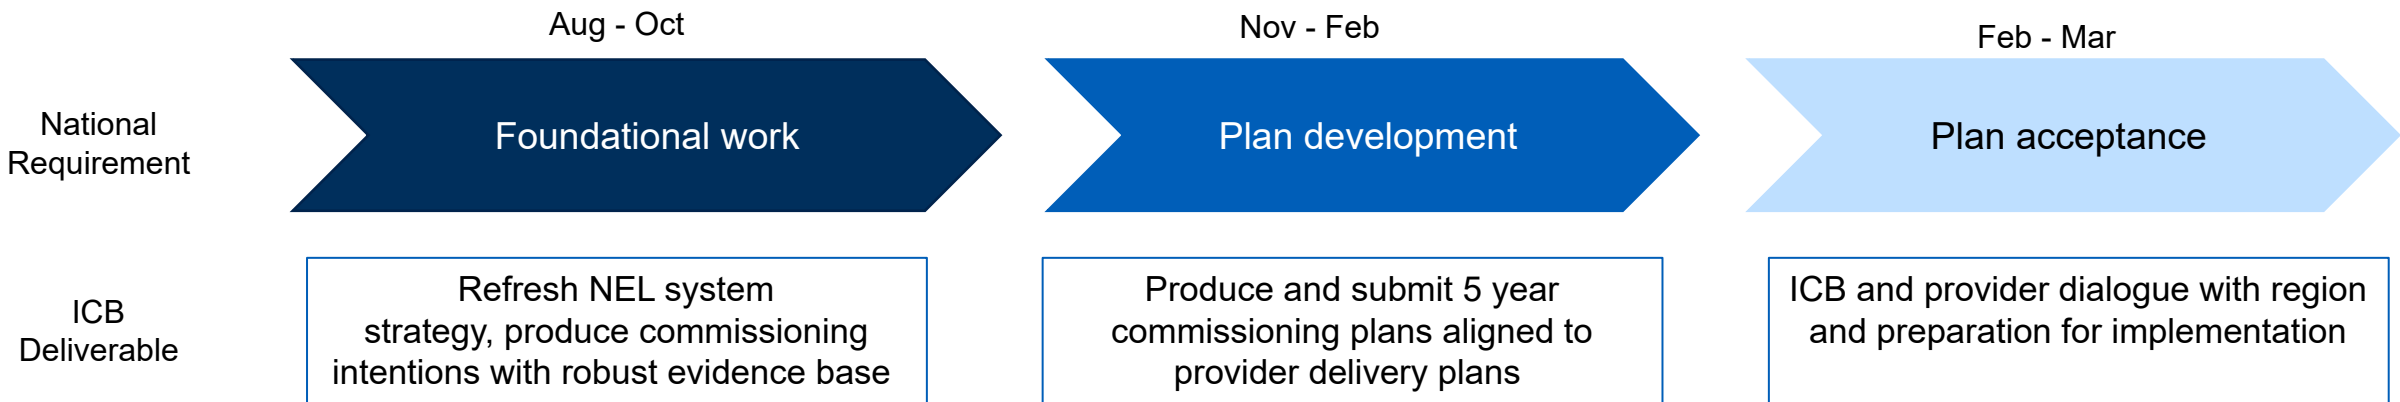 Aug - Oct
Nov - Feb
Feb - Mar
National
Requirement
Foundational work
Plan development
Plan acceptance
ICB
Deliverable
Refresh NEL system
strategy, produce commissioning
intentions with robust evidence base
Produce and submit 5 year
commissioning plans aligned to
provider delivery plans
ICB and provider dialogue with region
and preparation for implementation